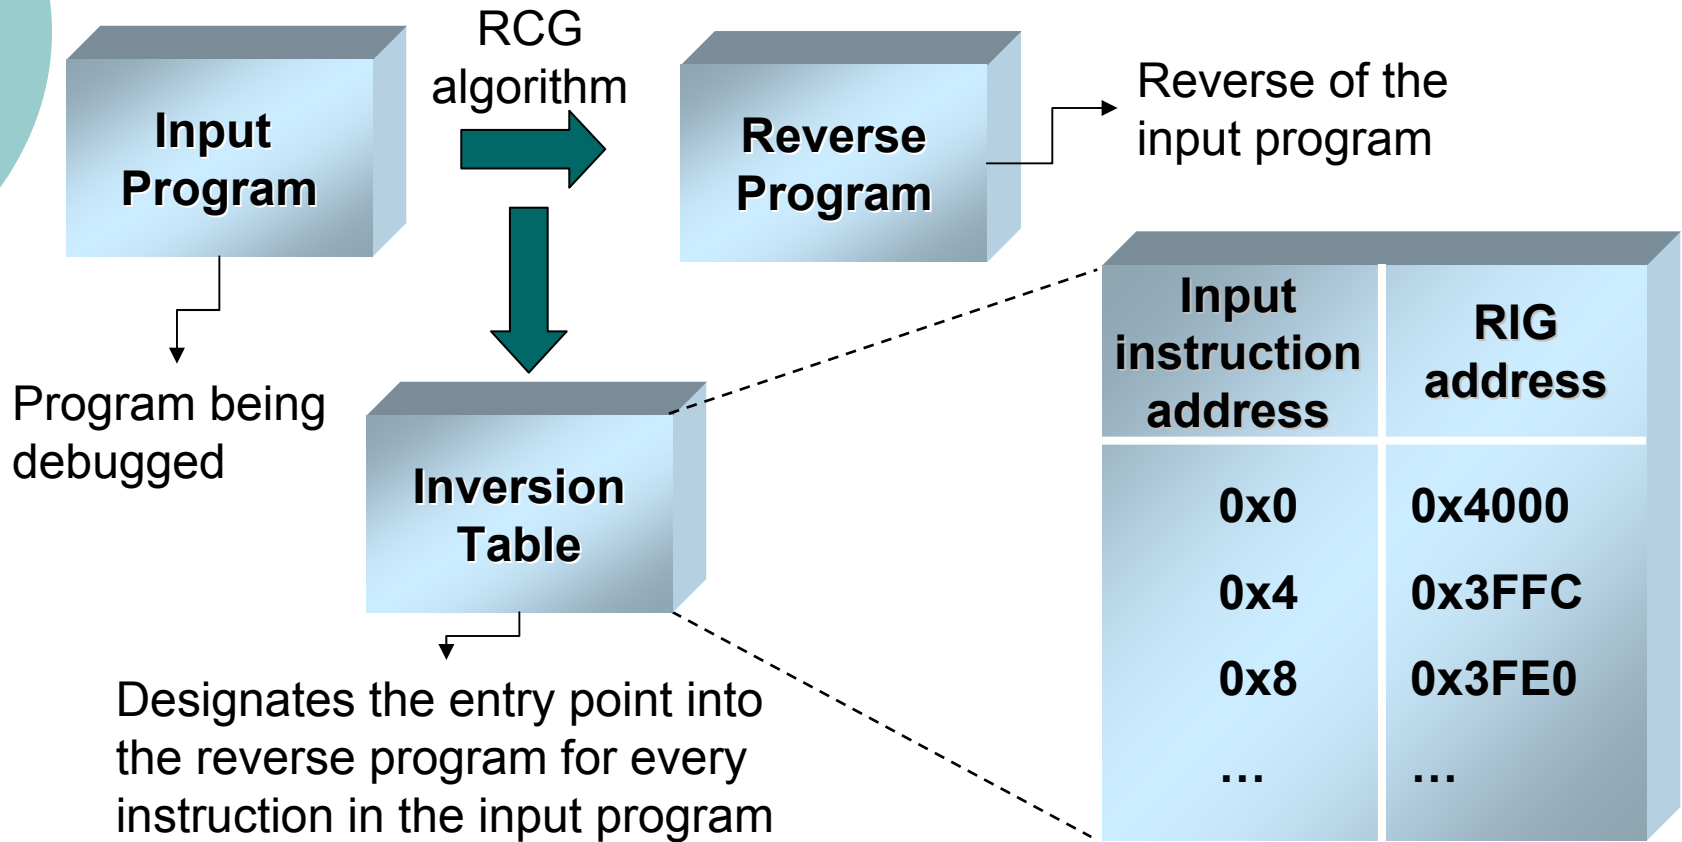 RCG
algorithm
Input
Program
Reverse
Program
Reverse of the
input program
Program being
debugged
Inversion
Table
Designates the entry point into
the reverse program for every
instruction in the input program
Input
instruction
address
RIG
address
0x0 0x4000
0x4 0x3FFC
0x8 0x3FE0
... ...